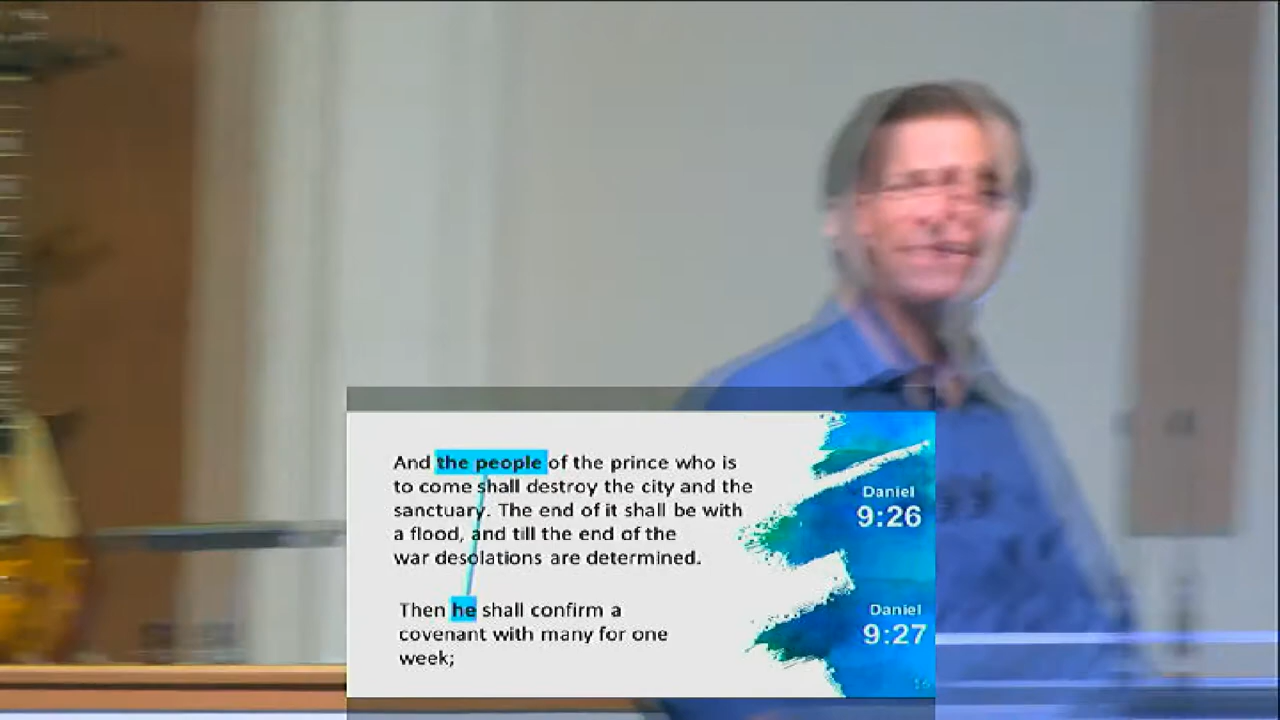 And the people of the prince who is
to come shall destroy the city and the
sanctuary. The end of it shall be with
a flood, and till the end of the
war desolations are determined.
Daniel
9:26
Then he shall confirm a
covenant with many for one
week;
Daniel
9:27
16